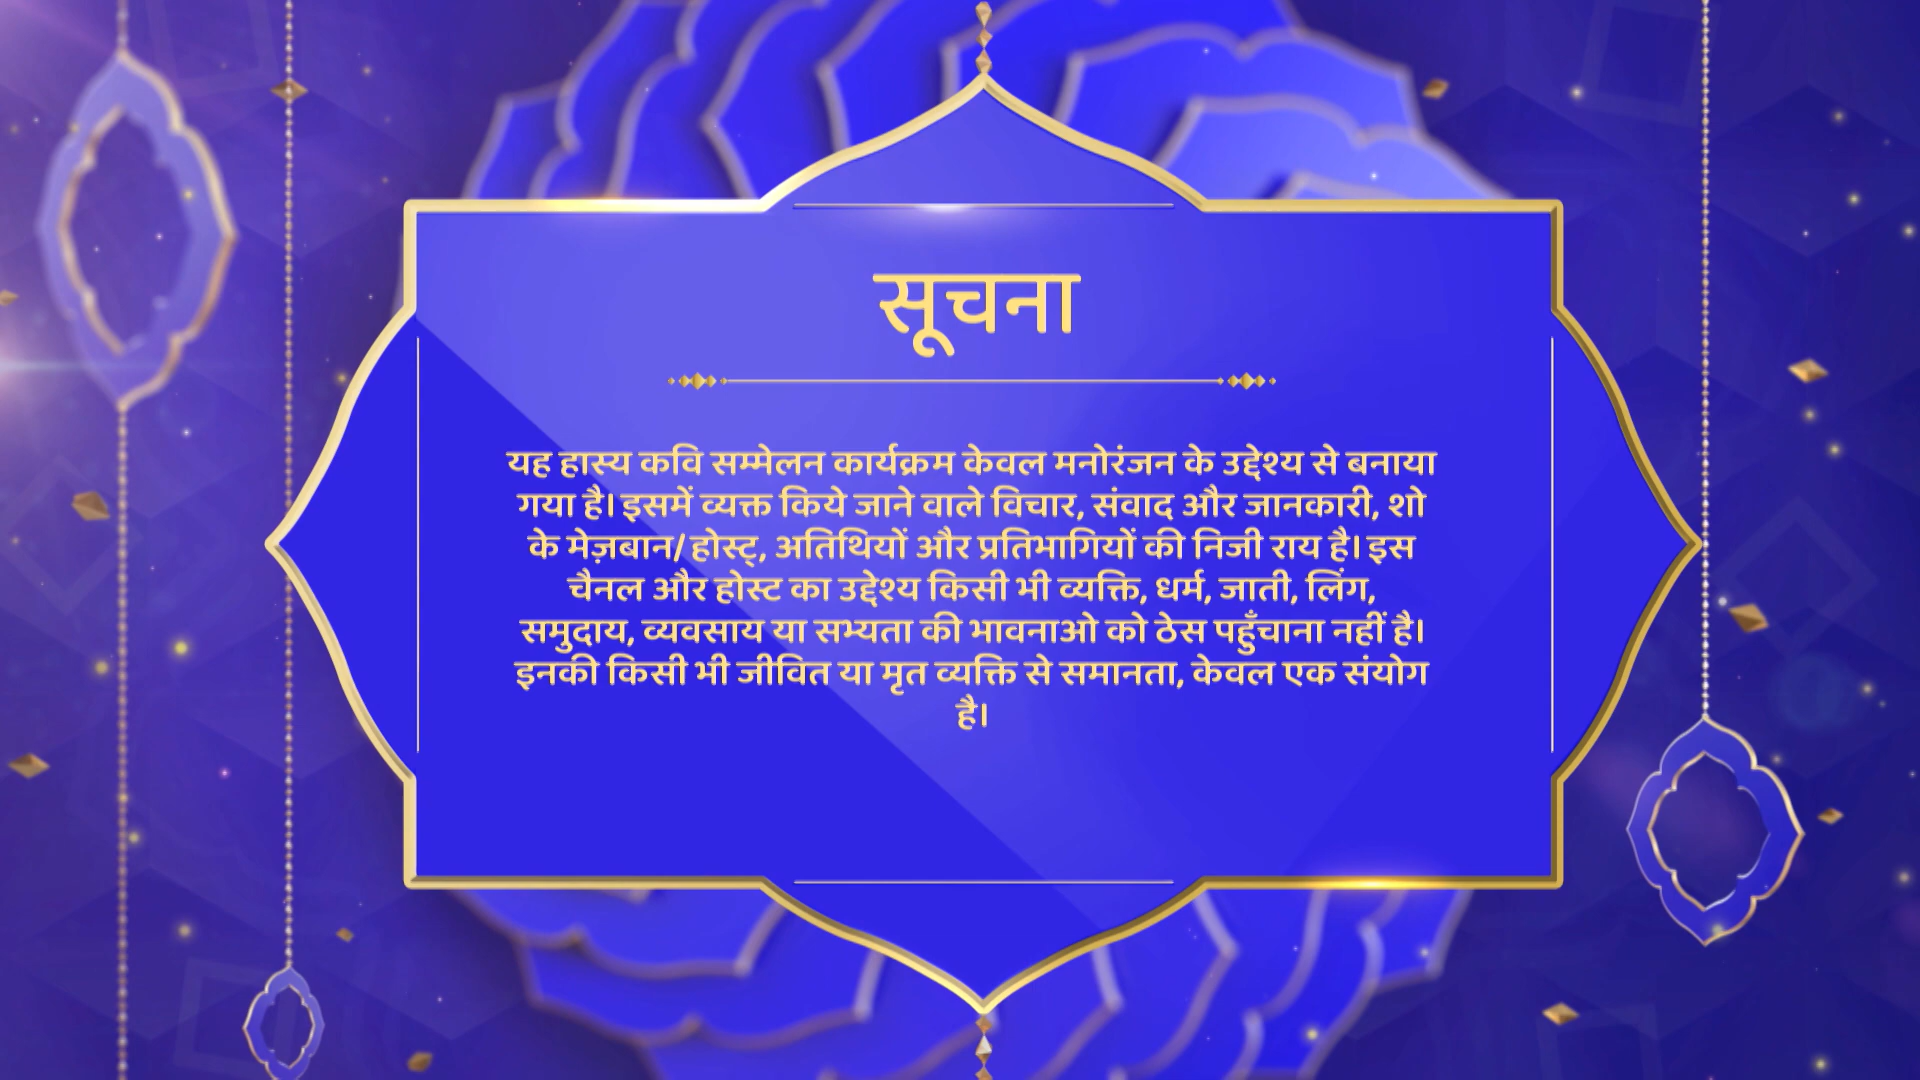 सूचना
यह हास्य कवि सम्मेलन कार्यक्रम केवल मनोरंजन के उद्देश्य से बनाया
गया है। इसमें व्यक्त किये जाने वाले विचार, संवाद और जानकारी, शो
के मेज़बान/होस्ट्, अतिथियों और प्रतिभागियों की निजी राय है। इस
चैनल और होस्ट का उद्देश्य किसी भी व्यक्ति, धर्म, जाती, लिंग,
समुदाय, व्यवसाय या सभ्यता की भावनाओ को ठेस पहुँचाना नहीं है।
इनकी किसी भी जीवित या मृत व्यक्ति से समानता, केवल एक संयोग
है।